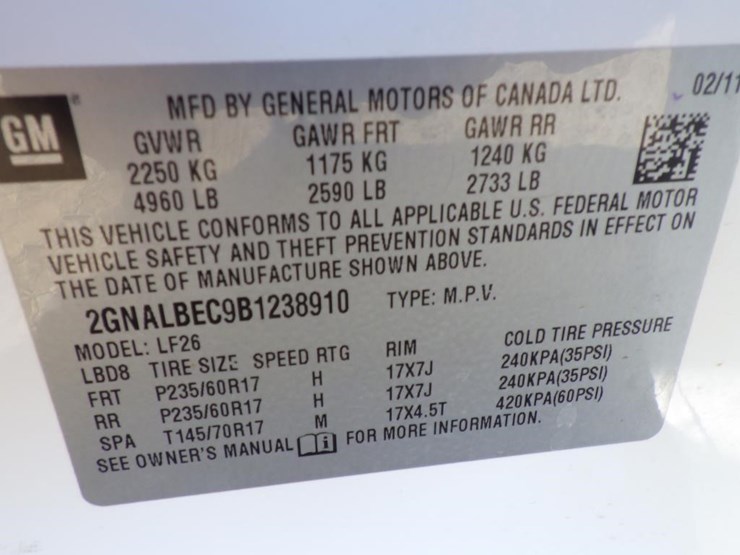 MFD BY GENERAL MOTORS OF CANADA LTD. 02/11
GM
GVWR GAWR FRT GAWR RR
2250 KG 1175 KG 1240 KG
4960 LB 2590 LB 2733 LB
THIS VEHICLE CONFORMS TO ALL APPLICABLE U.S. FEDERAL MOTOR
VEHICLE SAFETY AND THEFT PREVENTION STANDARDS IN EFFECT ON
THE DATE OF MANUFACTURE SHOWN ABOVE.
2GNALBEC9B1238910 TYPE: M.P.V.
MODEL: LF26
LBD8 TIRE SIZE SPEED RTG RIM COLD TIRE PRESSURE
FRT P235/60R17 H 17X7J 240KPA(35PSI)
RR P235/60R17 H 17X7J 240KPA(35PSI)
SPA T145/70R17 M 17X4.5T 420KPA(60PSI)
SEE OWNER'S MANUAL i FOR MORE INFORMATION.